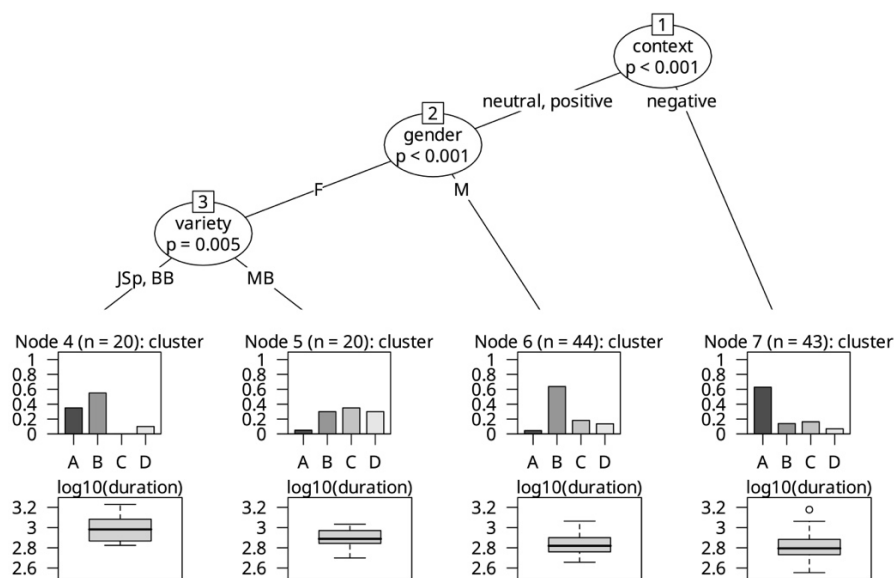 1
context
p < 0.001
neutral, positive
negative
2
gender
p < 0.001
F
M
3
variety
p = 0.005
JSp, BB
MB
Node 4 (n = 20): cluster
1
0.8
0.6
0.4
0.2
0
A B C D
Node 5 (n = 20): cluster
1
0.8
0.6
0.4
0.2
0
A B C D
Node 6 (n = 44): cluster
1
0.8
0.6
0.4
0.2
0
A B C D
Node 7 (n = 43): cluster
1
0.8
0.6
0.4
0.2
0
A B C D
log10(duration)
3.2
3
2.8
2.6
log10(duration)
3.2
3
2.8
2.6
log10(duration)
3.2
3
2.8
2.6
log10(duration)
3.2
3
2.8
2.6